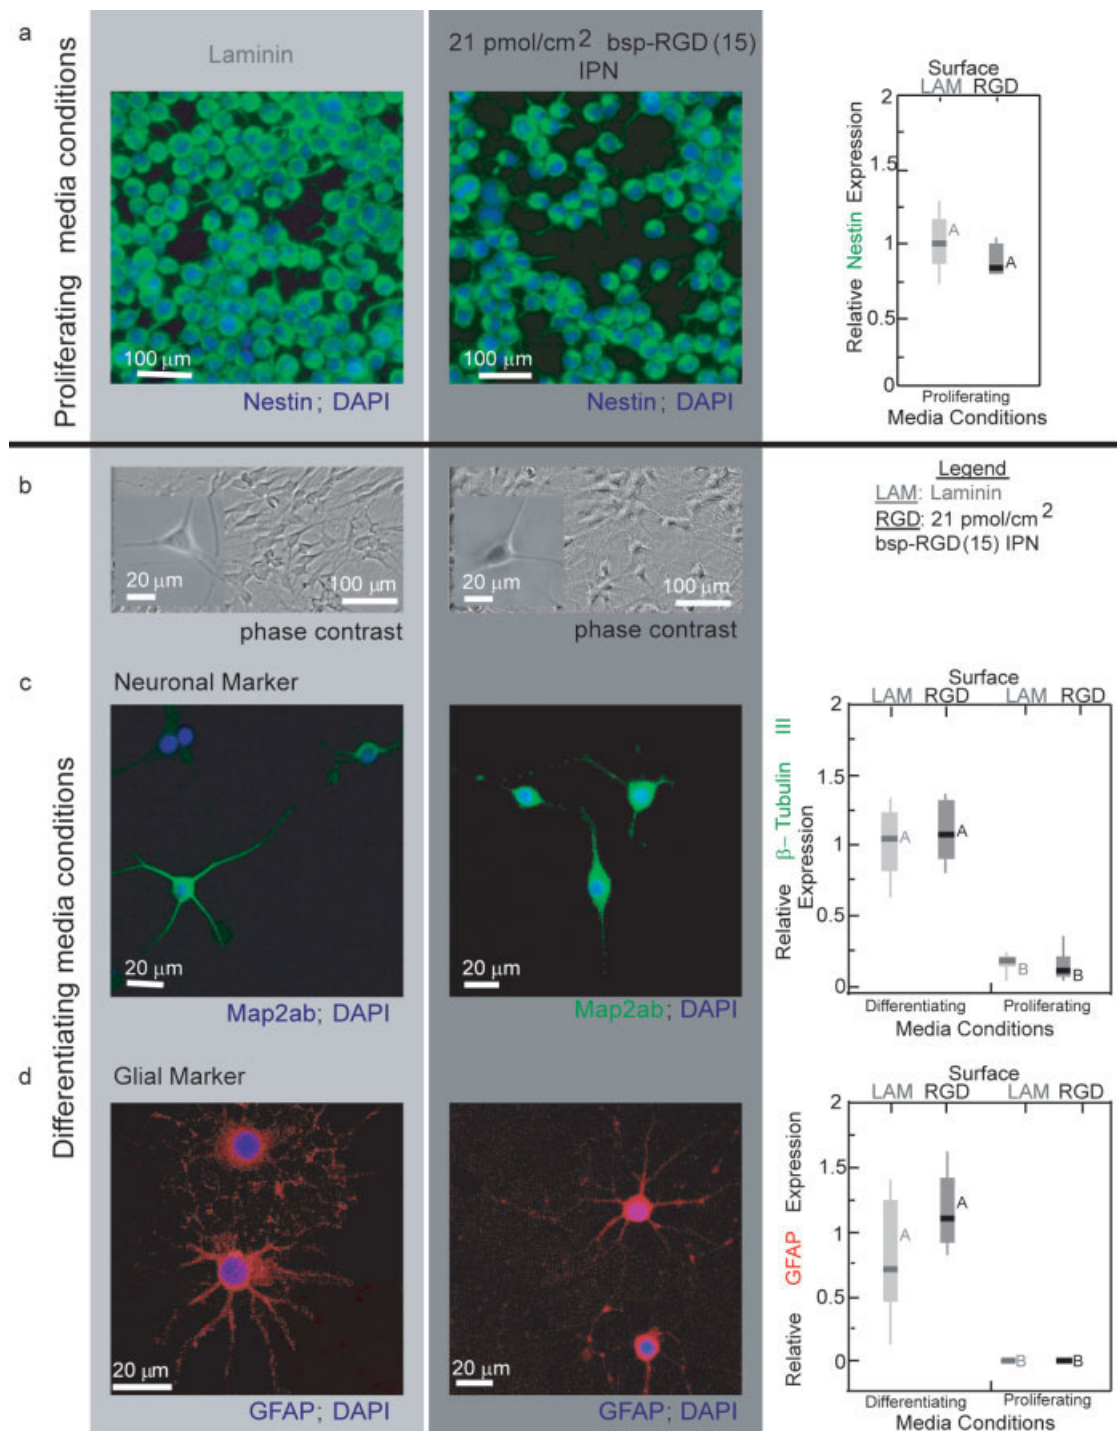 a
Proliferating media conditions
Laminin
21 pmol/cm2 bsp-RGD (15)
IPN
100 µm
Nestin; DAPI
100 µm
Nestin; DAPI
Surface
LAM RGD
Relative Nestin Expression
2
1.5
1
0.5
0
A
A
Proliferating
Media Conditions
b
Differentiating media conditions
20 µm
100 µm
phase contrast
20 µm
100 µm
phase contrast
Legend
LAM: Laminin
RGD: 21 pmol/cm2
bsp-RGD (15) IPN
c
Neuronal Marker
20 µm
Map2ab; DAPI
20 µm
Map2ab; DAPI
Surface
LAM RGD LAM RGD
Relative β– Tubulin III
Expression
2
1.5
1
0.5
0
A
A
B
B
Differentiating Proliferating
Media Conditions
d
Glial Marker
20 µm
GFAP; DAPI
20 µm
GFAP; DAPI
Surface
LAM RGD LAM RGD
Relative GFAP Expression
2
1.5
1
0.5
0
A
A
B
B
Differentiating Proliferating
Media Conditions